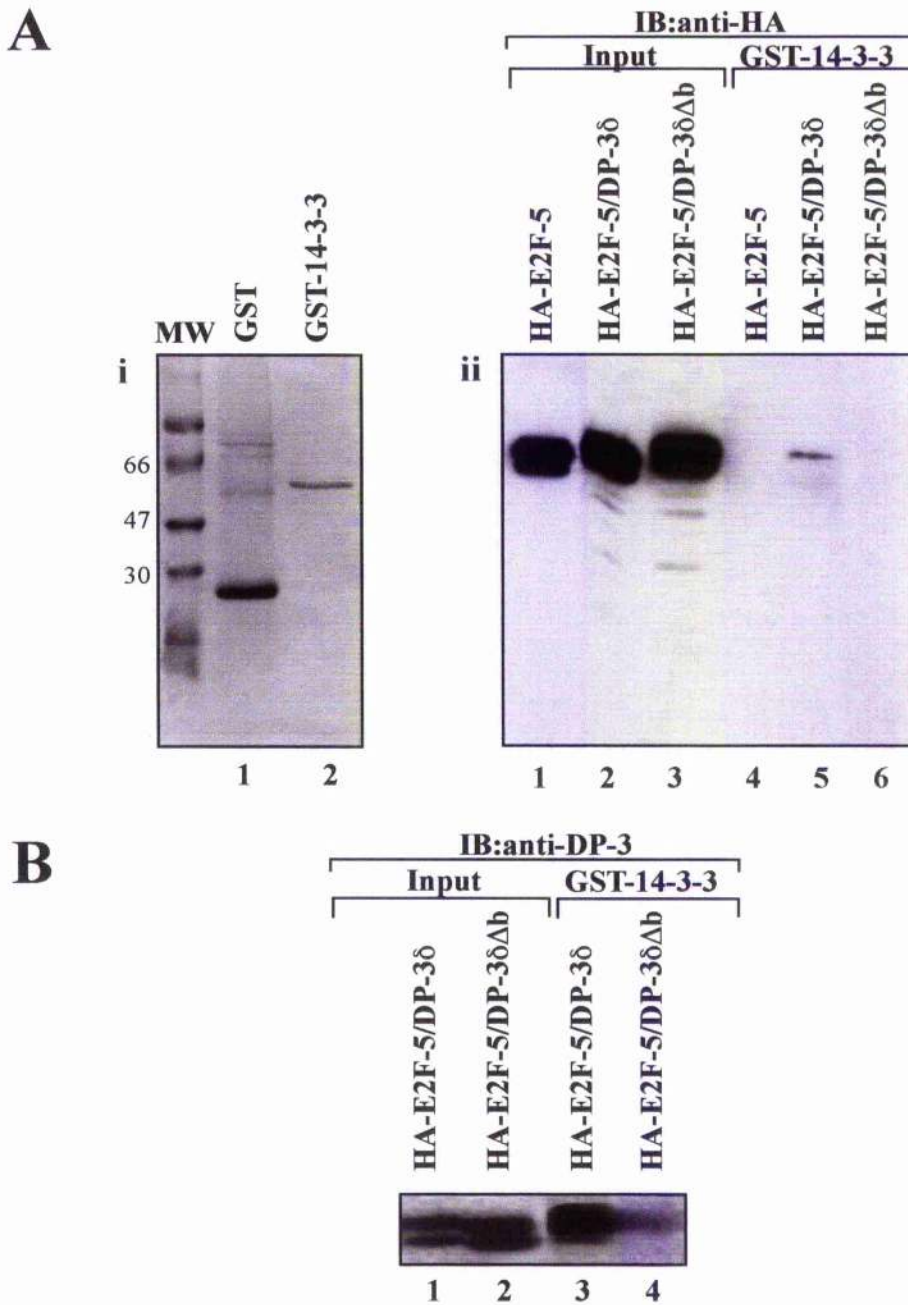 A
IB:anti-HA
Input GST-14-3-3
HA-E2F-5
HA-E2F-5/DP-3δ
HA-E2F-5/DP-3δΔb
HA-E2F-5
HA-E2F-5/DP-3δ
HA-E2F-5/DP-3δΔb
MW
GST
GST-14-3-3
i
ii
66
47
30
1 2
1 2 3 4 5 6
B
IB:anti-DP-3
Input GST-14-3-3
HA-E2F-5/DP-3δ
HA-E2F-5/DP-3δΔb
HA-E2F-5/DP-3δ
HA-E2F-5/DP-3δΔb
1 2 3 4